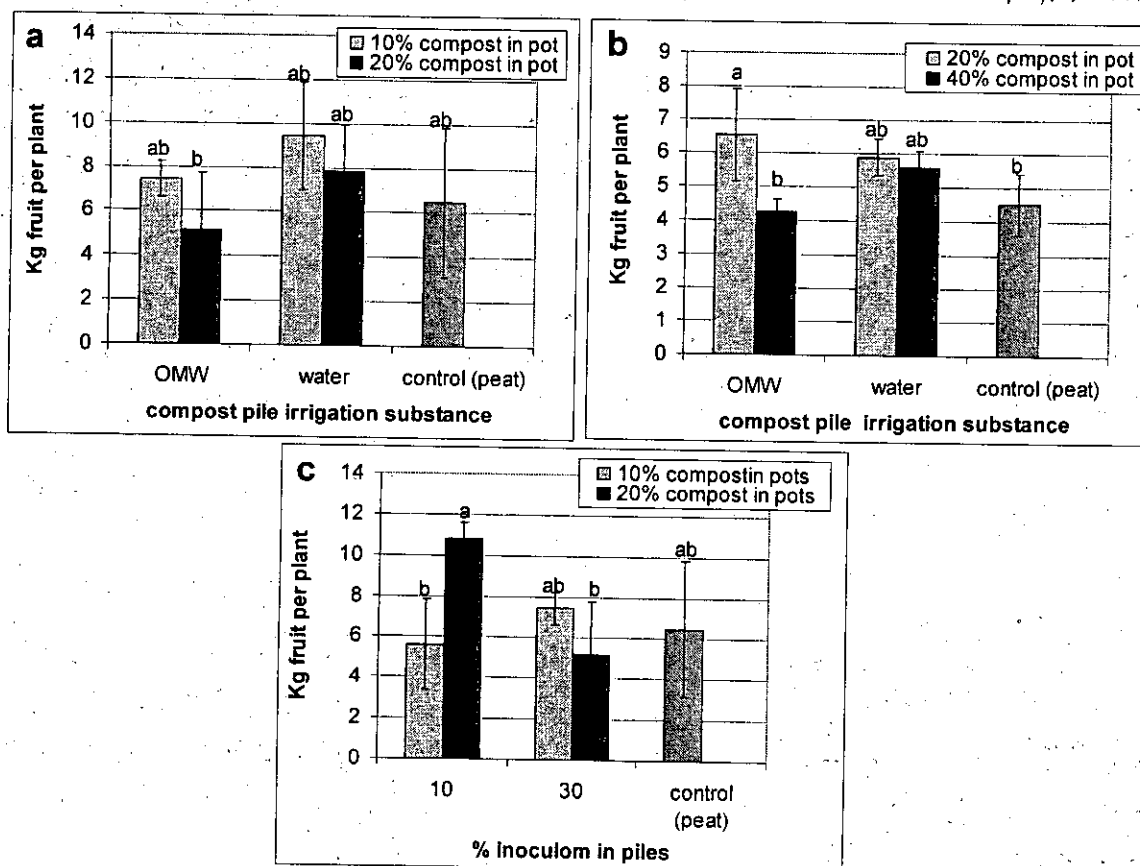 a
10% compost in pot
20% compost in pot
Kg fruit per plant
14
12
10
8
6
4
2
0
ab
b
ab
ab
ab
OMW water control (peat)
compost pile irrigation substance
b
20% compost in pot
40% compost in pot
Kg fruit per plant
9
8
7
6
5
4
3
2
1
0
a
b
ab
ab
b
OMW water control (peat)
compost pile irrigation substance
c
10% compostin pots
20% compost in pots
Kg fruit per plant
14
12
10
8
6
4
2
0
b
a
ab
b
ab
10 30 control
(peat)
% inoculom in piles